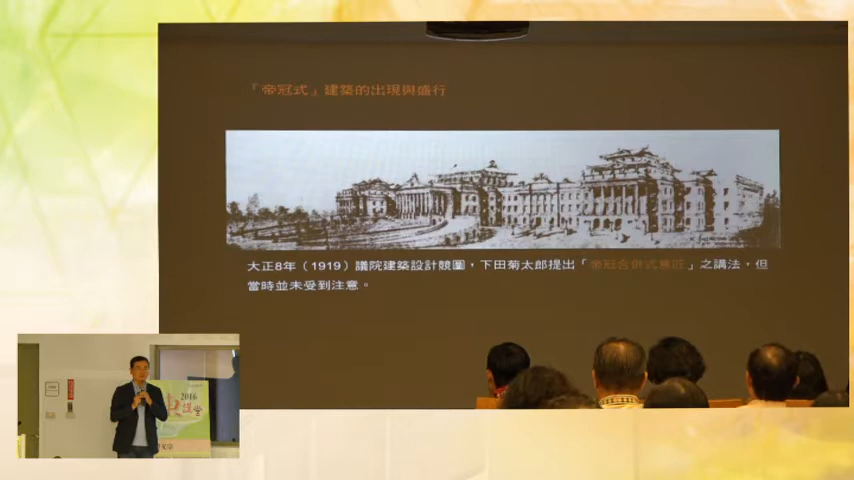 「帝冠式」建築的出現與盛行
大正8年（1919）議院建築設計競圖，下田菊太郎提出「帝冠合併式意匠」之講法，但
當時並未受到注意。
2016
講堂